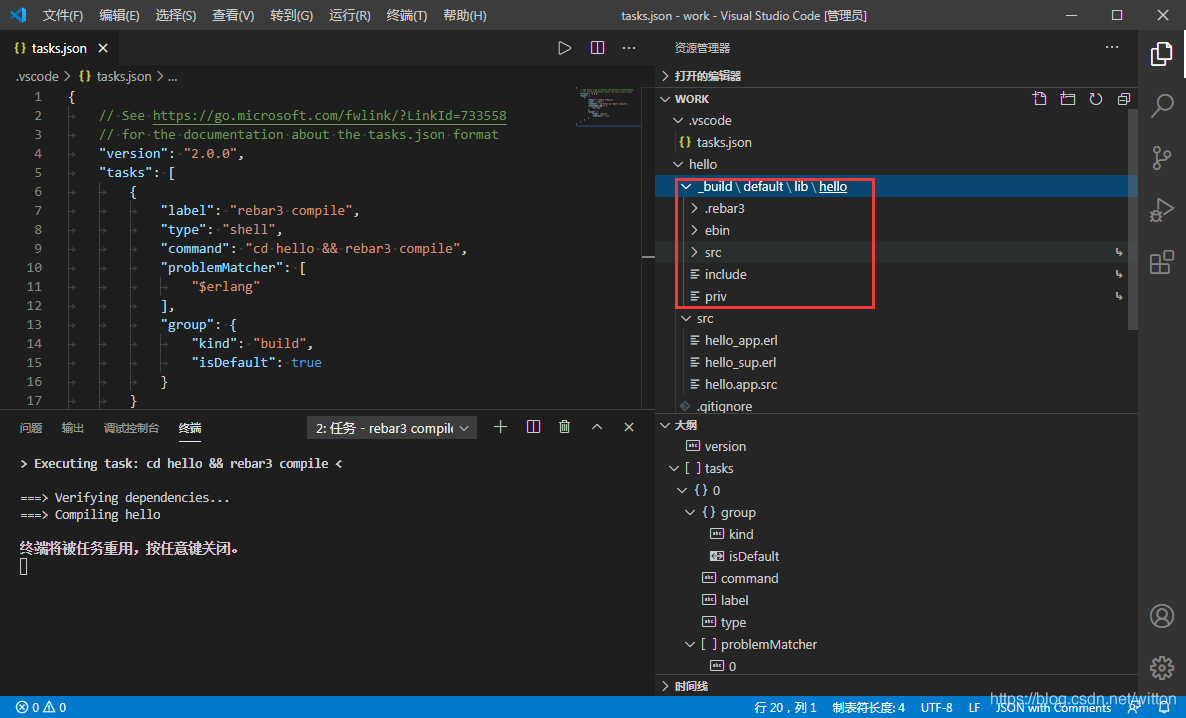 文件(F) 编辑(E) 选择(S) 查看(V) 转到(G) 运行(R) 终端(T) 帮助(H) tasks.json - work - Visual Studio Code [管理员]
{} tasks.json
.vscode > {} tasks.json > ...
1 {
2 // See https://go.microsoft.com/fwlink/?LinkId=733558
3 // for the documentation about the tasks.json format
4 "version": "2.0.0",
5 "tasks": [
6 {
7 "label": "rebar3 compile",
8 "type": "shell",
9 "command": "cd hello && rebar3 compile",
10 "problemMatcher": [
11 "$erlang"
12 ],
13 "group": {
14 "kind": "build",
15 "isDefault": true
16 }
17 }
问题 输出 调试控制台 终端 2: 任务 - rebar3 compile
> Executing task: cd hello && rebar3 compile <
===> Verifying dependencies...
===> Compiling hello
终端将被任务重用，按任意键关闭。
资源管理器
打开的编辑器
WORK
.vscode
{} tasks.json
hello
_build \ default \ lib \ hello
.rebar3
ebin
src
include
priv
src
hello_app.erl
hello_sup.erl
hello.app.src
.gitignore
大纲
version
[ ] tasks
{} 0
{} group
kind
isDefault
command
label
type
[ ] problemMatcher
0
时间线
0 0 行 20，列 1 制表符长度: 4 UTF-8 LF JSON with Comments
https://blog.csdn.net/witton